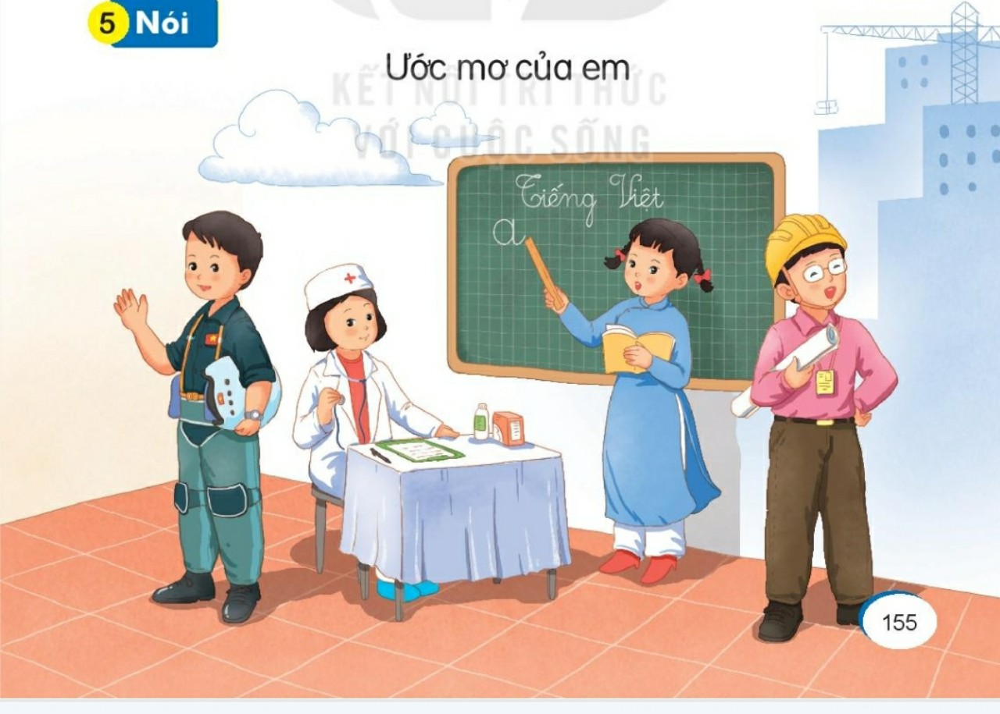 5 Nói
Ước mơ của em
KẾT NỐI TRI THỨC
VỚI CUỘC SỐNG
Tiếng Việt
a
155